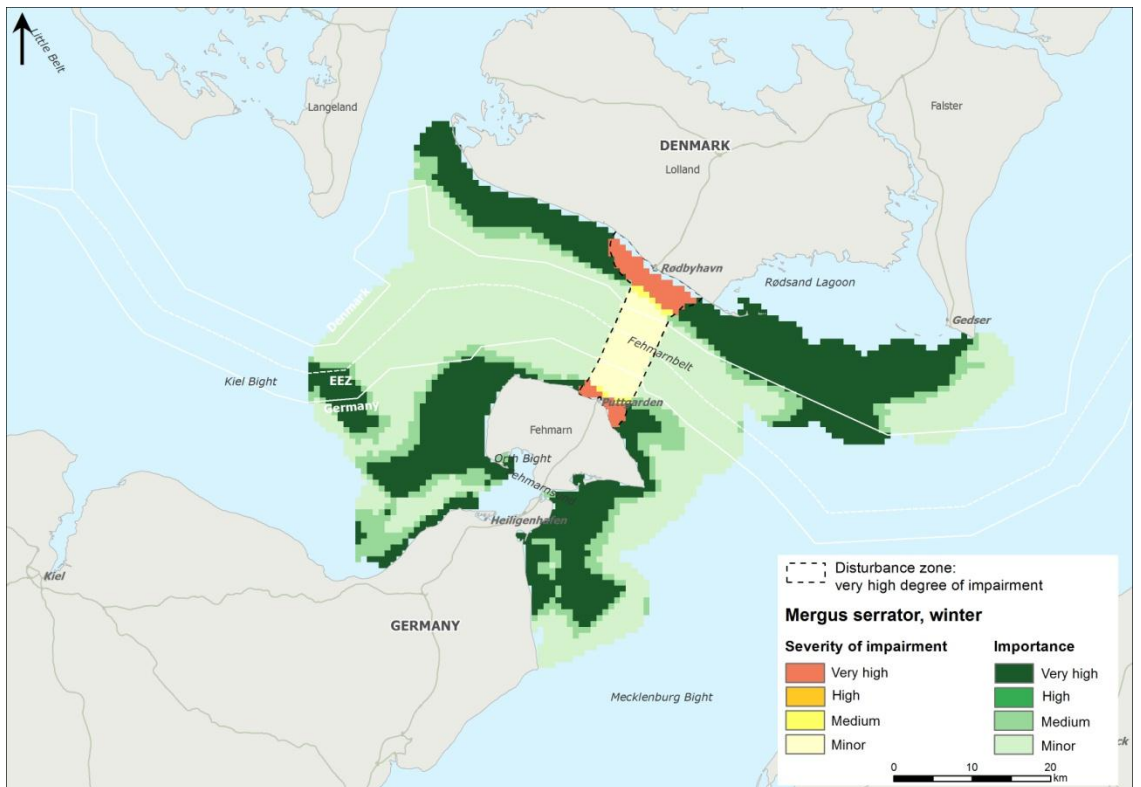 Little Belt
Langeland
DENMARK
Lolland
Falster
Rødbyhavn
Rødsand Lagoon
Gedser
Denmark
Fehmarnbelt
Kiel Bight
EEZ
Germany
Puttgarden
Fehmarn
Orth Bight
Heiligenhafen
Kiel
GERMANY
Mecklenburg Bight
Disturbance zone:
very high degree of impairment
Mergus serrator, winter
Severity of impairment
Very high
High
Medium
Minor
Importance
Very high
High
Medium
Minor
0 10 20
km